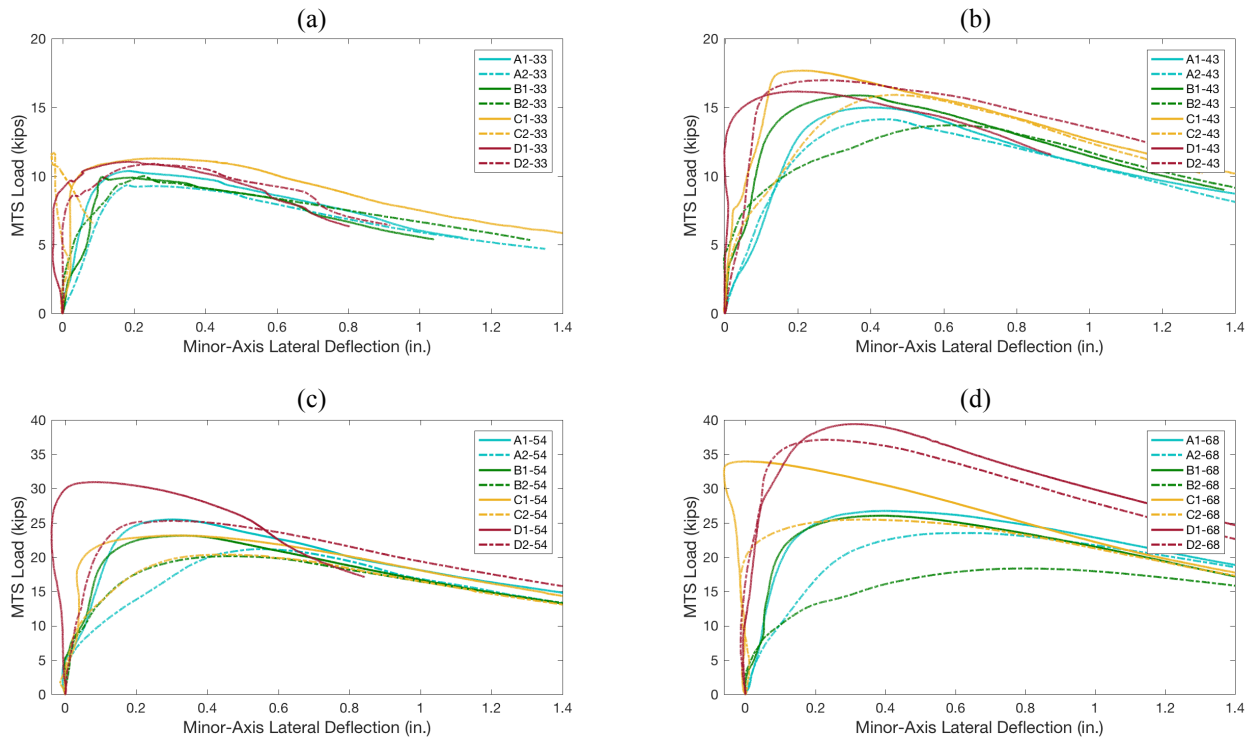 (a)
MTS Load (kips)
20
15
10
5
0
0 0.2 0.4 0.6 0.8 1 1.2 1.4
Minor-Axis Lateral Deflection (in.)
A1-33
A2-33
B1-33
B2-33
C1-33
C2-33
D1-33
D2-33
(b)
MTS Load (kips)
20
15
10
5
0
0 0.2 0.4 0.6 0.8 1 1.2 1.4
Minor-Axis Lateral Deflection (in.)
A1-43
A2-43
B1-43
B2-43
C1-43
C2-43
D1-43
D2-43
(c)
MTS Load (kips)
40
35
30
25
20
15
10
5
0
0 0.2 0.4 0.6 0.8 1 1.2 1.4
Minor-Axis Lateral Deflection (in.)
A1-54
A2-54
B1-54
B2-54
C1-54
C2-54
D1-54
D2-54
(d)
MTS Load (kips)
40
35
30
25
20
15
10
5
0
0 0.2 0.4 0.6 0.8 1 1.2 1.4
Minor-Axis Lateral Deflection (in.)
A1-68
A2-68
B1-68
B2-68
C1-68
C2-68
D1-68
D2-68